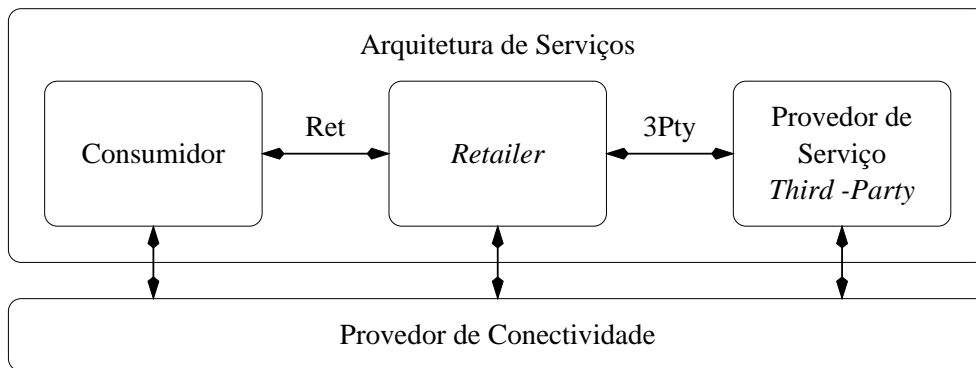 Arquitetura de Serviços
Consumidor
Ret
Retailer
3Pty
Provedor de
Serviço
Third -Party
Provedor de Conectividade